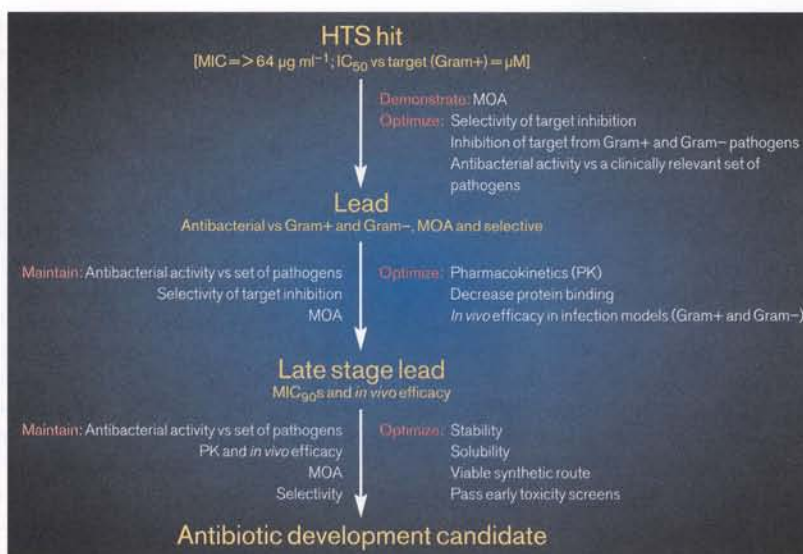 HTS hit
[MIC=>64 µg ml⁻¹; IC₅₀ vs target (Gram+)=µM]
Demonstrate: MOA
Optimize: Selectivity of target inhibition
Inhibition of target from Gram+ and Gram− pathogens
Antibacterial activity vs a clinically relevant set of
pathogens
Lead
Antibacterial vs Gram+ and Gram−, MOA and selective
Maintain: Antibacterial activity vs set of pathogens
Selectivity of target inhibition
MOA
Optimize: Pharmacokinetics (PK)
Decrease protein binding
In vivo efficacy in infection models (Gram+ and Gram−)
Late stage lead
MIC₉₀s and in vivo efficacy
Maintain: Antibacterial activity vs set of pathogens
PK and in vivo efficacy
MOA
Selectivity
Optimize: Stability
Solubility
Viable synthetic route
Pass early toxicity screens
Antibiotic development candidate